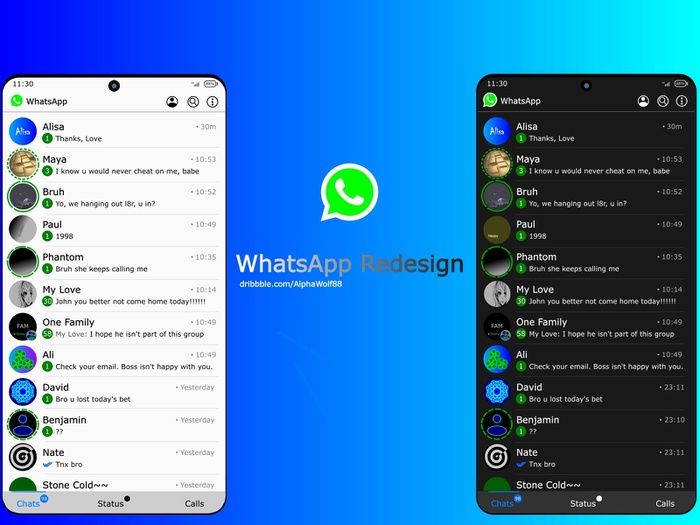 11:30
WhatsApp
Alisa
Alisa
• 30m
1 Thanks, Love
Maya
• 10:53
3 I know u would never cheat on me, babe
Bruh
• 10:52
1 Yo, we hanging out l8r, u in?
Paul
• 10:49
1 1998
Phantom
• 10:35
1 Bruh she keeps calling me
My Love
• 10:14
30 John you better not come home today!!!!!!
FAM
One Family
• 10:49
58 My Love: I hope he isn't part of this group
Ali
• 10:49
1 Check your email. Boss isn't happy with you.
David
• Yesterday
1 Bro u lost today's bet
Benjamin
• Yesterday
1 ??
Nate
• Yesterday
Tnx bro
Stone Cold~~
• Yesterday
Chats
Status
Calls
WhatsApp Redesign
dribbble.com/AlphaWolf88
11:30
WhatsApp
Alisa
Alisa
• 30m
1 Thanks, Love
Maya
• 10:53
3 I know u would never cheat on me, babe
Bruh
• 10:52
1 Yo, we hanging out l8r, u in?
Paul
• 10:49
1 1998
Phantom
• 10:35
1 Bruh she keeps calling me
My Love
• 10:14
30 John you better not come home today!!!!!!
FAM
One Family
• 10:49
58 My Love: I hope he isn't part of this group
Ali
• 10:49
1 Check your email. Boss isn't happy with you.
David
• 23:11
1 Bro u lost today's bet
Benjamin
• 23:10
1 ??
Nate
• 23:11
Tnx bro
Stone Cold~~
• 23:11
Chats
Status
Calls